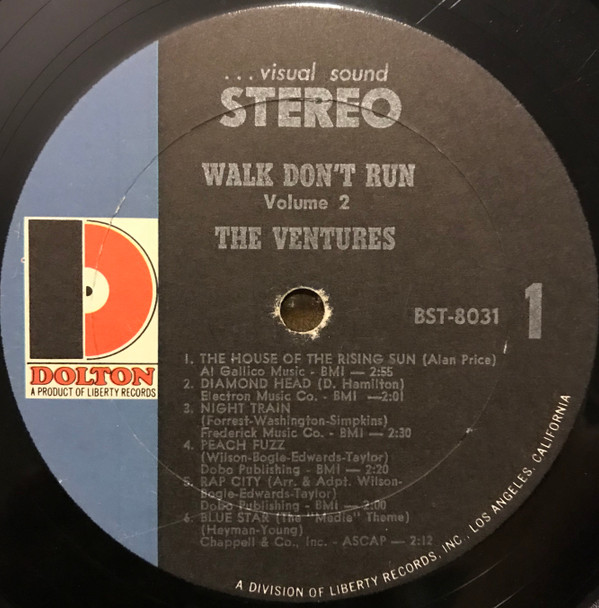 ...visual sound
STEREO
WALK DON'T RUN
Volume 2
THE VENTURES
BST-8031 1
DOLTON
A PRODUCT OF LIBERTY RECORDS
1. THE HOUSE OF THE RISING SUN (Alan Price)
Al Gallico Music - BMI — 2:55
2. DIAMOND HEAD (D. Hamilton)
Electron Music Co. - BMI —2:01
3. NIGHT TRAIN
(Forrest-Washington-Simpkins)
Frederick Music Co. - BMI — 2:30
4. PEACH FUZZ
(Wilson-Bogle-Edwards-Taylor)
Dobo Publishing - BMI — 2:20
5. RAP CITY (Arr. & Adpt. Wilson-
Bogle-Edwards-Taylor)
Dobo Publishing - BMI — 2:00
6. BLUE STAR (The "Medic" Theme)
(Heyman-Young)
Chappell & Co., Inc. - ASCAP — 2:12
A DIVISION OF LIBERTY RECORDS, INC., LOS ANGELES, CALIFORNIA